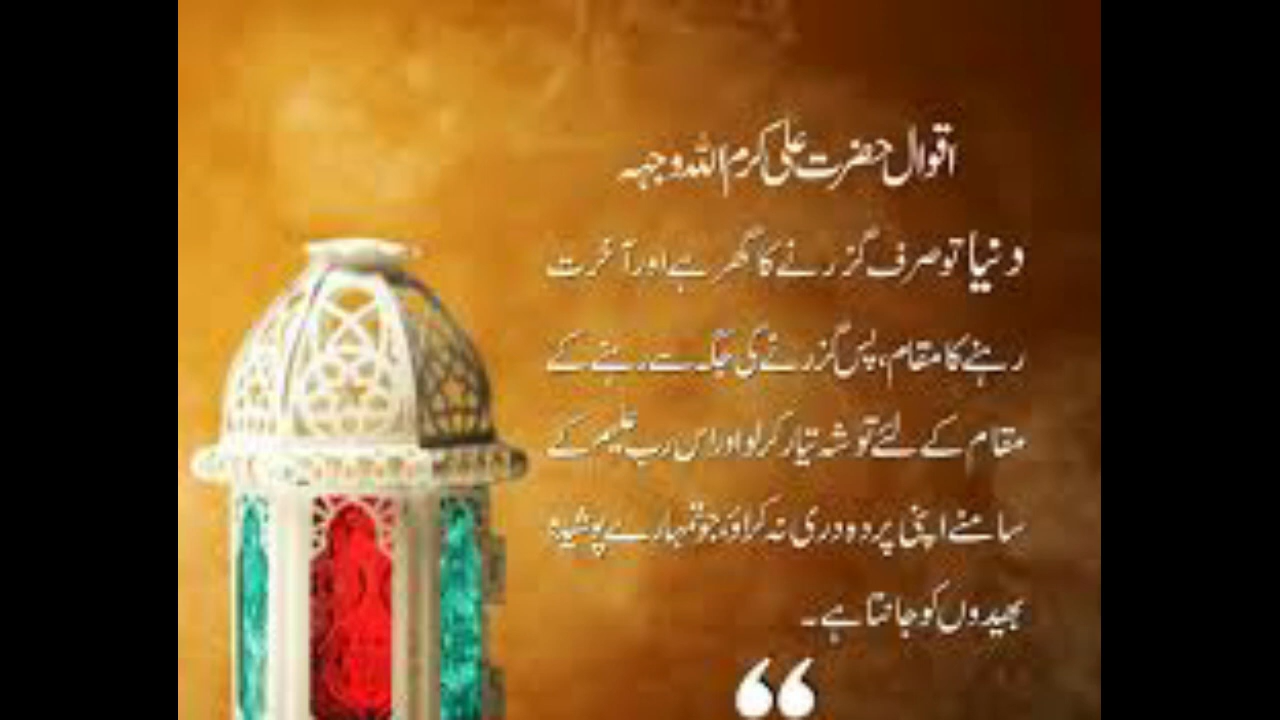 اقوال حضرت علی کرم اللہ وجہہ
دنیا تو صرف گزرنے کا گھر ہے اور آخرت
رہنے کا مقام، پس گزرنے کی جگہ سے رہنے کے
مقام کے لئے توشہ تیار کر لو اور اس رب علیم کے
سامنے اپنی پردہ دری نہ کراؤ، جو تمہارے پوشیدہ
بھیدوں کو جانتا ہے۔
❝